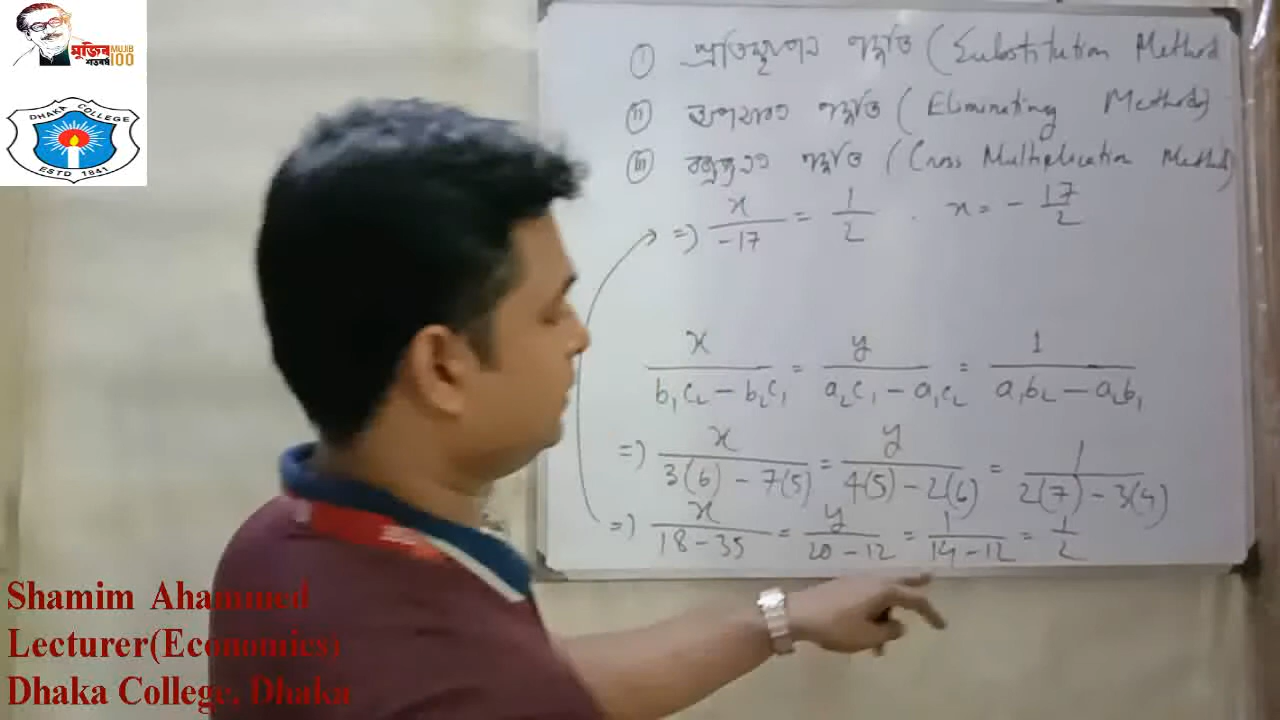 মুজিব MUJIB
শতবর্ষ 100
DHAKA COLLEGE
ESTD 1841
i) প্রতিস্থাপন পদ্ধতি (Substitution Method
ii) অপনয়ন পদ্ধতি (Eliminating Method)
iii) বজ্রগুণন পদ্ধতি (Cross Multiplication Method)
=) x/-17 = 1/2 . x = - 17/2
x/(b₁c₂ - b₂c₁) = y/(a₂c₁ - a₁c₂) = 1/(a₁b₂ - a₂b₁)
=) x/(3(6) - 7(5)) = y/(4(5) - 2(6)) = 1/(2(7) - 3(4))
=) x/(18 - 35) = y/(20 - 12) = 1/(14 - 12) = 1/2
Shamim Ahammed
Lecturer(Economics)
Dhaka College, Dhaka